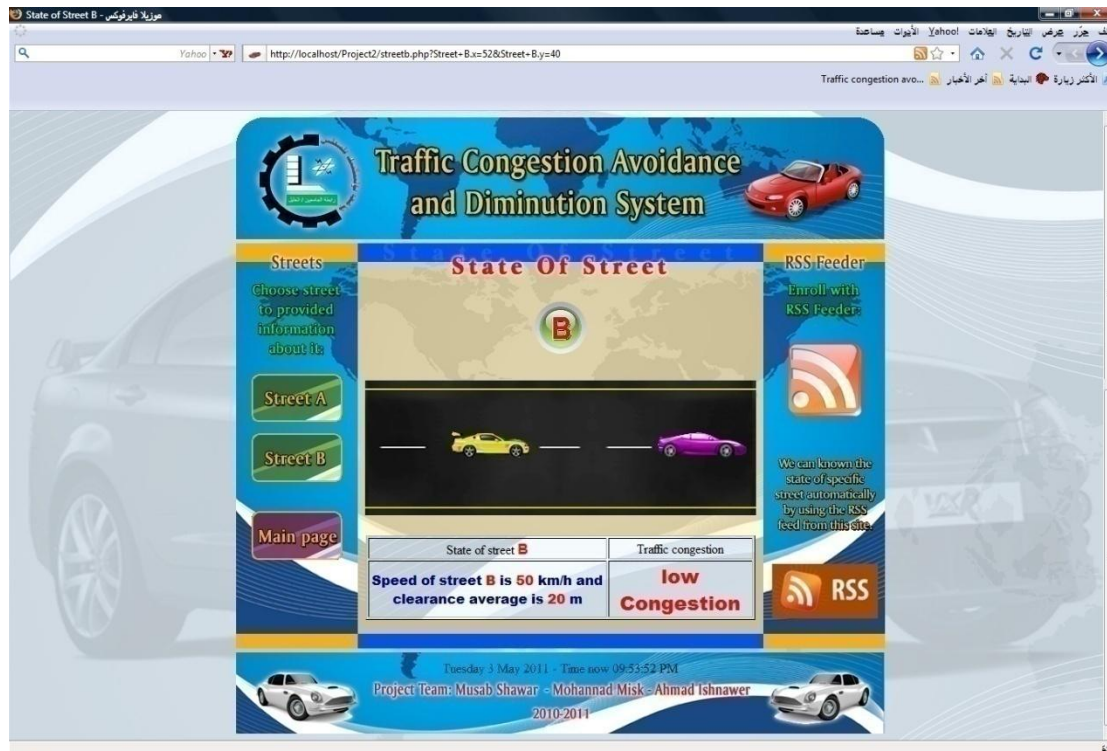 State of Street B - موزيلا فايرفوكس
عرض التاريخ العلامات Yahoo! الأدوات مساعدة
Yahoo
http://localhost/Project2/streetb.php?Street+B.x=52&Street+B.y=40
الأكثر زيارة البداية آخر الأخبار Traffic congestion avo...
Traffic Congestion Avoidance
and Diminution System
Streets
Choose street
to provided
information
about it:
Street A
Street B
Main page
State Of Street
State Of Street
B
State of street B
Traffic congestion
Speed of street B is 50 km/h and
clearance average is 20 m
low
Congestion
RSS Feeder
Enroll with
RSS Feeder:
We can known the
state of specific
street automatically
by using the RSS
feed from this site.
RSS
VXR
Tuesday 3 May 2011 - Time now 09:53:52 PM
Project Team: Musab Shawar - Mohannad Misk - Ahmad Ishnawer
2010-2011